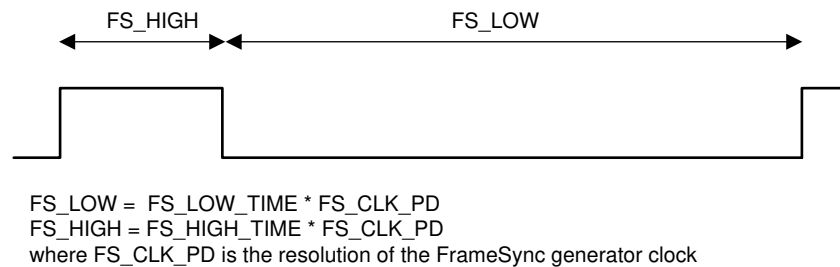 FS_HIGH FS_LOW
FS_LOW = FS_LOW_TIME * FS_CLK_PD
FS_HIGH = FS_HIGH_TIME * FS_CLK_PD
where FS_CLK_PD is the resolution of the FrameSync generator clock